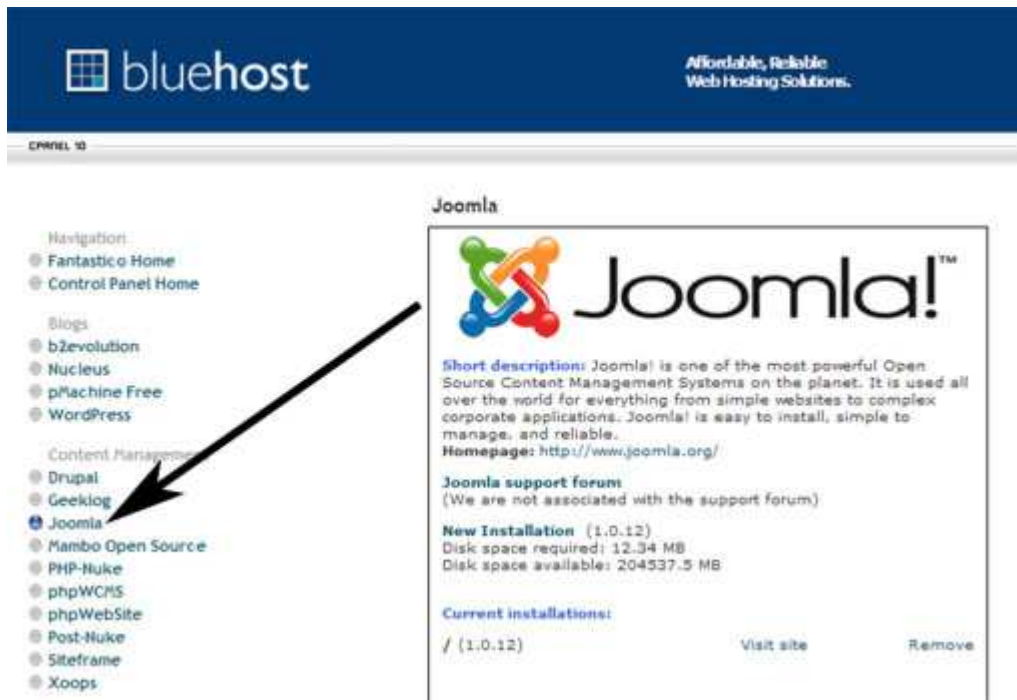 bluehost
Affordable, Reliable
Web Hosting Solutions.
CPANEL 10
Navigation
Fantastico Home
Control Panel Home
Blogs
b2evolution
Nucleus
pMachine Free
WordPress
Content Managemen
Drupal
Geeklog
Joomla
Mambo Open Source
PHP-Nuke
phpWCMS
phpWebSite
Post-Nuke
Siteframe
Xoops
Joomla
Joomla!™
Short description: Joomla! is one of the most powerful Open
Source Content Management Systems on the planet. It is used all
over the world for everything from simple websites to complex
corporate applications. Joomla! is easy to install, simple to
manage, and reliable.
Homepage: http://www.joomla.org/
Joomla support forum
(We are not associated with the support forum)
New Installation (1.0.12)
Disk space required: 12.34 MB
Disk space available: 204537.5 MB
Current installations:
/ (1.0.12) Visit site Remove